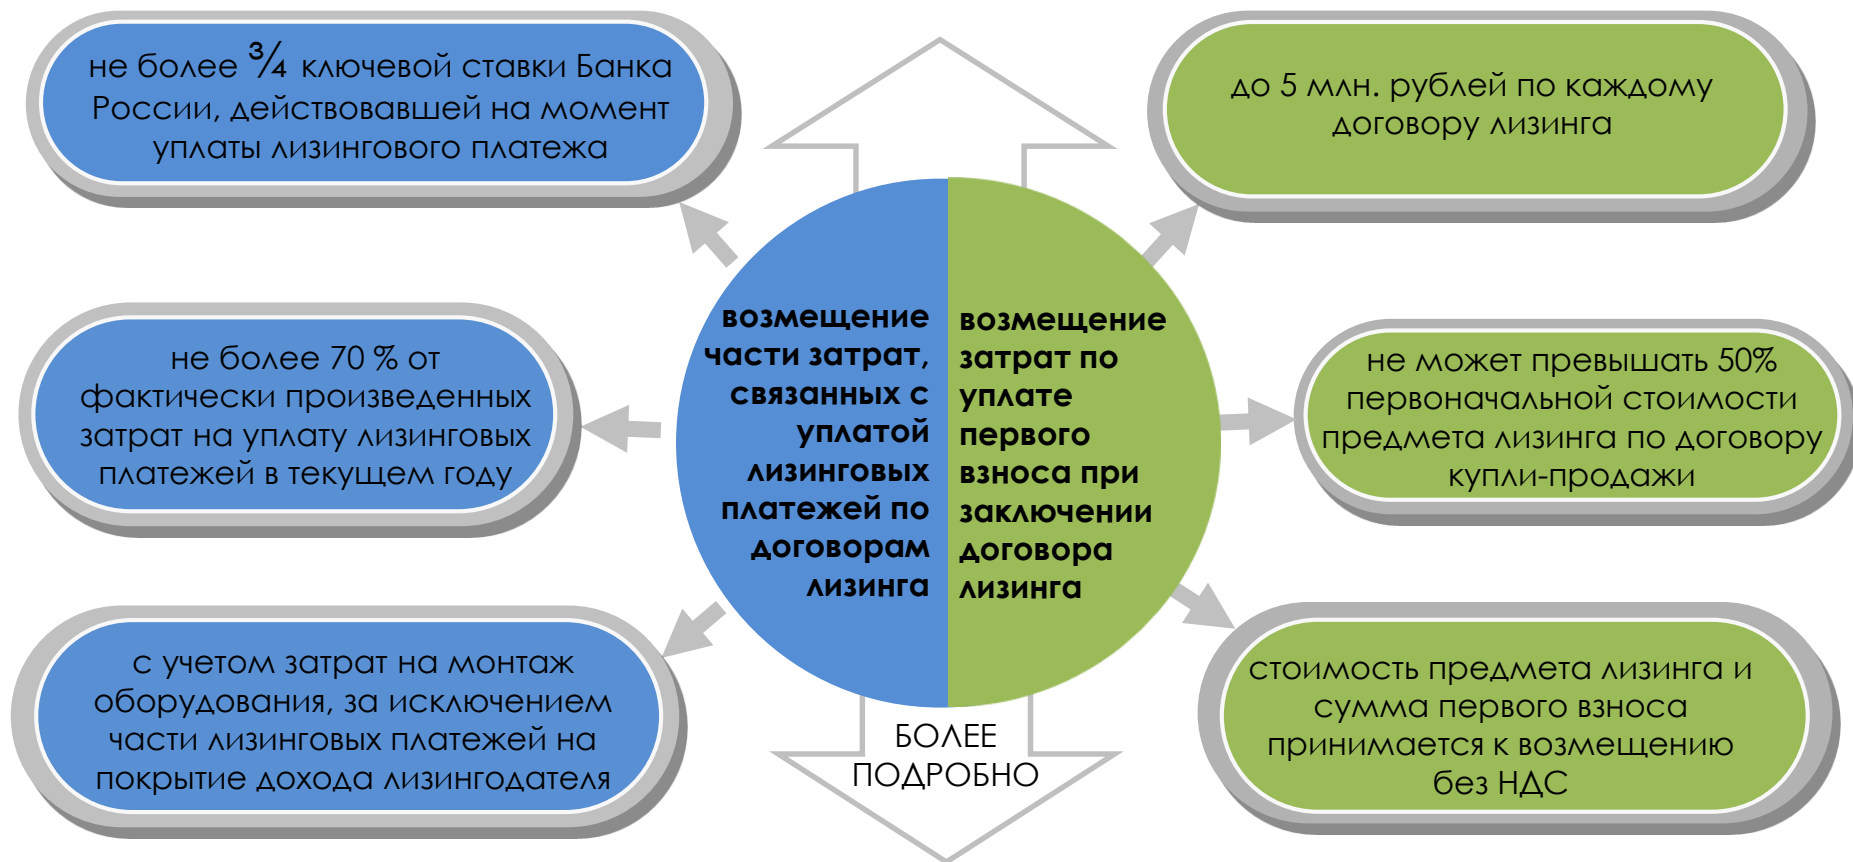 не более ¾ ключевой ставки Банка
России, действовавшей на момент
уплаты лизингового платежа
до 5 млн. рублей по каждому
договору лизинга
не более 70 % от
фактически произведенных
затрат на уплату лизинговых
платежей в текущем году
возмещение
части затрат,
связанных с
уплатой
лизинговых
платежей по
договорам
лизинга
возмещение
затрат по
уплате
первого
взноса при
заключении
договора
лизинга
не может превышать 50%
первоначальной стоимости
предмета лизинга по договору
купли-продажи
с учетом затрат на монтаж
оборудования, за исключением
части лизинговых платежей на
покрытие дохода лизингодателя
БОЛЕЕ
ПОДРОБНО
стоимость предмета лизинга и
сумма первого взноса
принимается к возмещению
без НДС